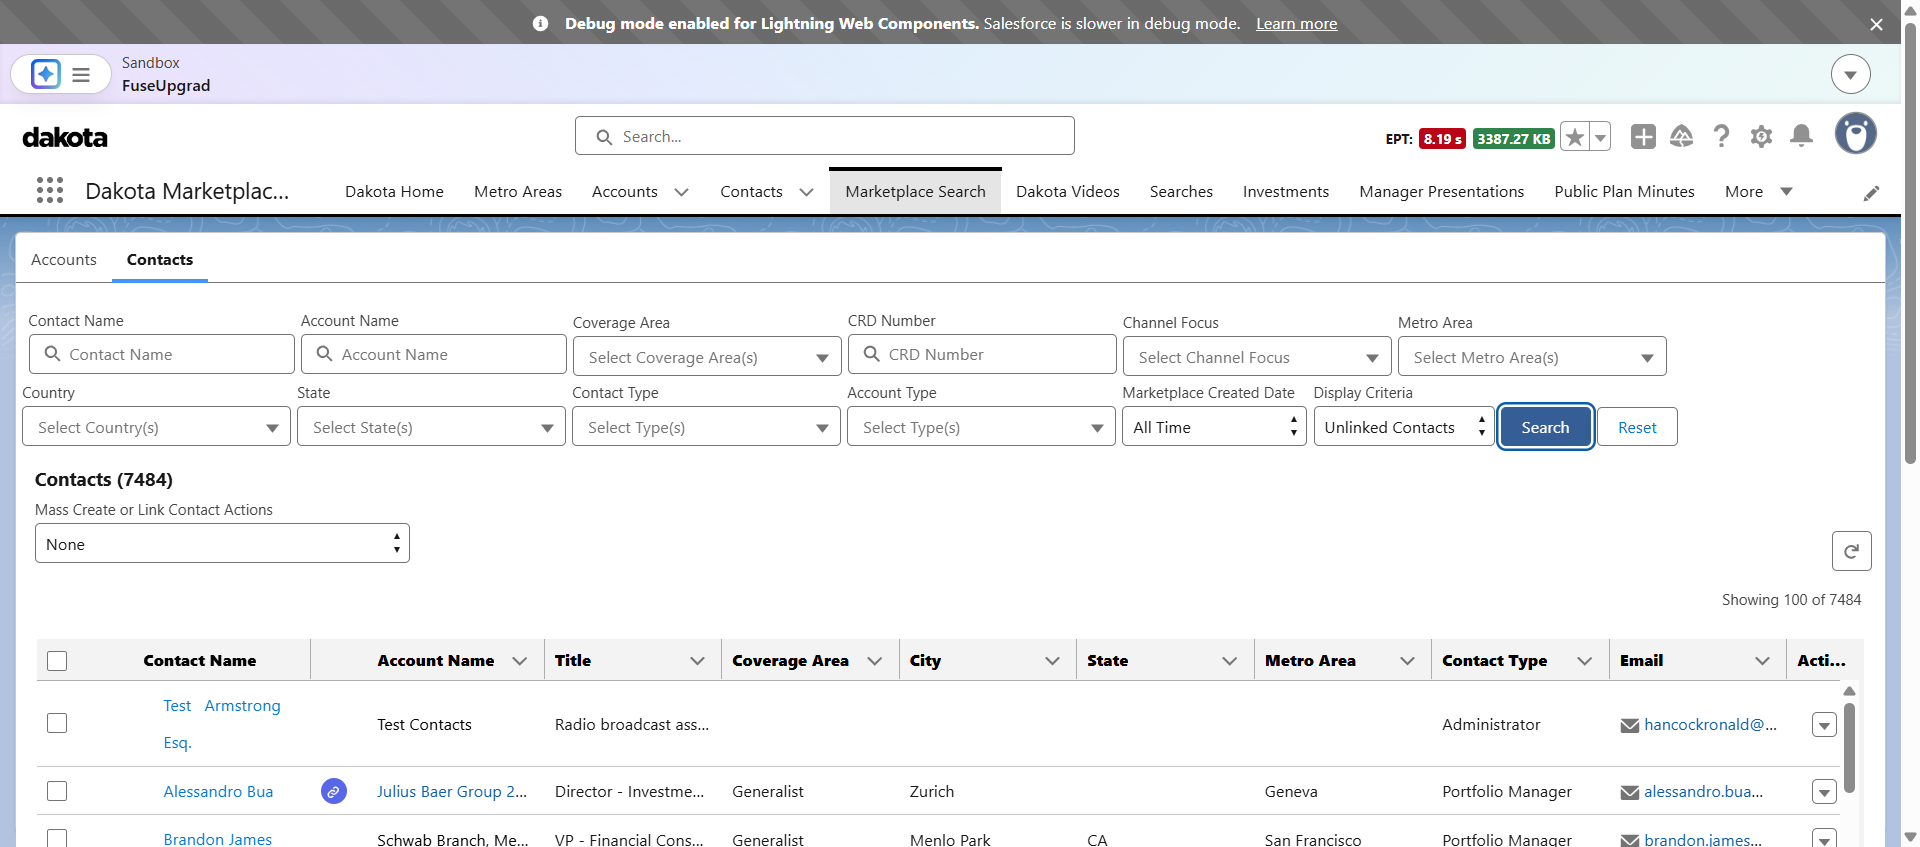 Debug mode enabled for Lightning Web Components. Salesforce is slower in debug mode. Learn more
Sandbox
FuseUpgrad
dakota
Search...
EPT: 8.19 s 3387.27 KB
Dakota Marketplac...
Dakota Home Metro Areas Accounts Contacts Marketplace Search Dakota Videos Searches Investments Manager Presentations Public Plan Minutes More
Accounts Contacts
Contact Name Account Name Coverage Area CRD Number Channel Focus Metro Area
Contact Name Account Name Select Coverage Area(s) CRD Number Select Channel Focus Select Metro Area(s)
Country State Contact Type Account Type Marketplace Created Date Display Criteria
Select Country(s) Select State(s) Select Type(s) Select Type(s) All Time Unlinked Contacts Search Reset
Contacts (7484)
Mass Create or Link Contact Actions
None
Showing 100 of 7484
Contact Name Account Name Title Coverage Area City State Metro Area Contact Type Email Acti...
Test Armstrong
Esq.
Test Contacts Radio broadcast ass... Administrator hancockronald@...
Alessandro Bua Julius Baer Group 2... Director - Investme... Generalist Zurich Geneva Portfolio Manager alessandro.bua...
Brandon James Schwab Branch, Me... VP - Financial Cons... Generalist Menlo Park CA San Francisco Portfolio Manager brandon.james...